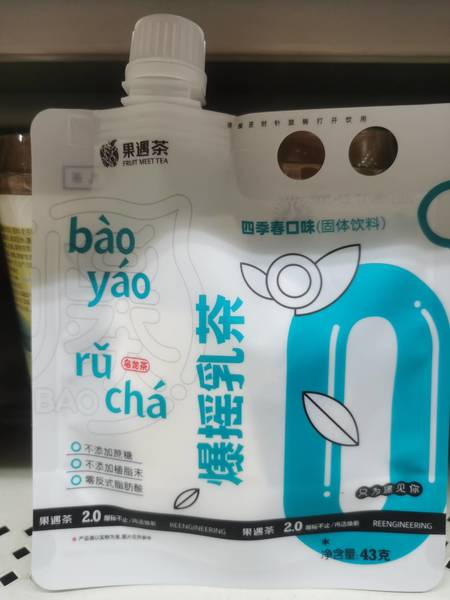 果遇茶
FRUIT MEET TEA
四季春口味(固体饮料)
bào
yáo
rǔ
乌龙茶
chá
爆摇乳茶
BAO
不添加蔗糖
不添加植脂末
零反式脂肪酸
只为遇见你
果遇茶 2.0 REENGINEERING
果遇茶 2.0 REENGINEERING
净含量:43克